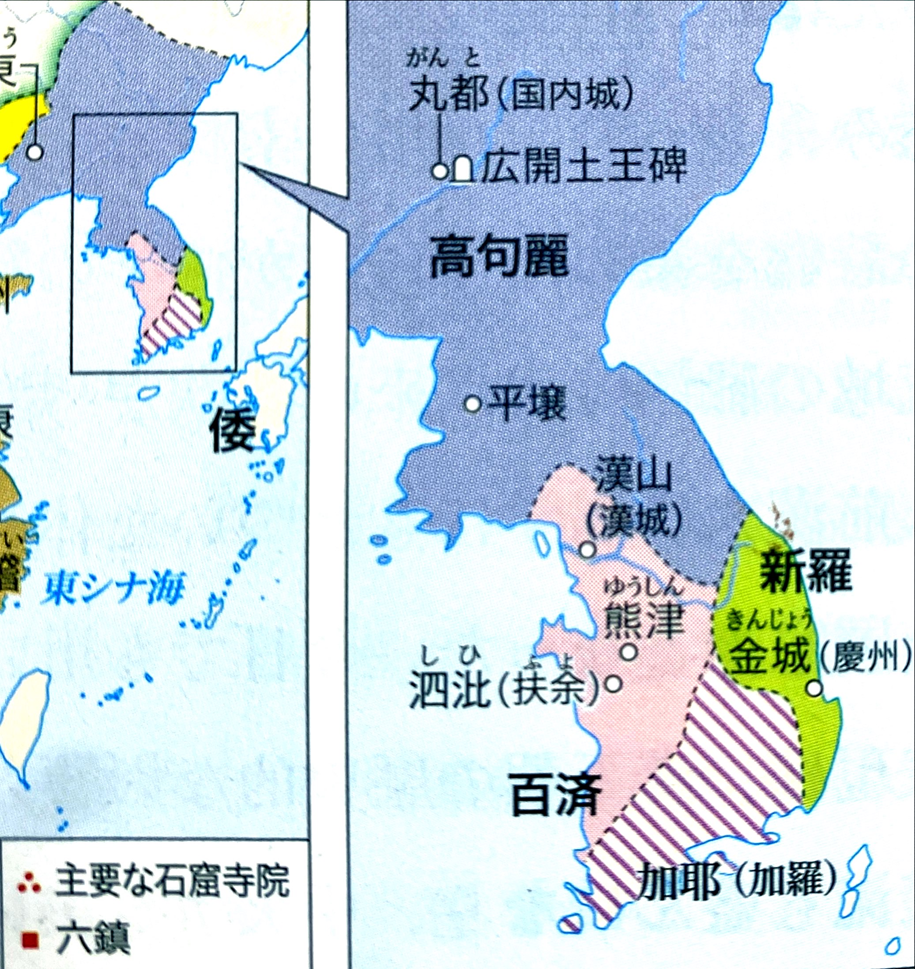 う
倭
東シナ海
い
主要な石窟寺院
六鎮
がんと
丸都(国内城)
広開土王碑
高句麗
平壌
漢山
(漢城)
新羅
ゆうしん
熊津
きんじょう
金城(慶州)
しひ ふよ
泗沘(扶余)
百済
加耶(加羅)